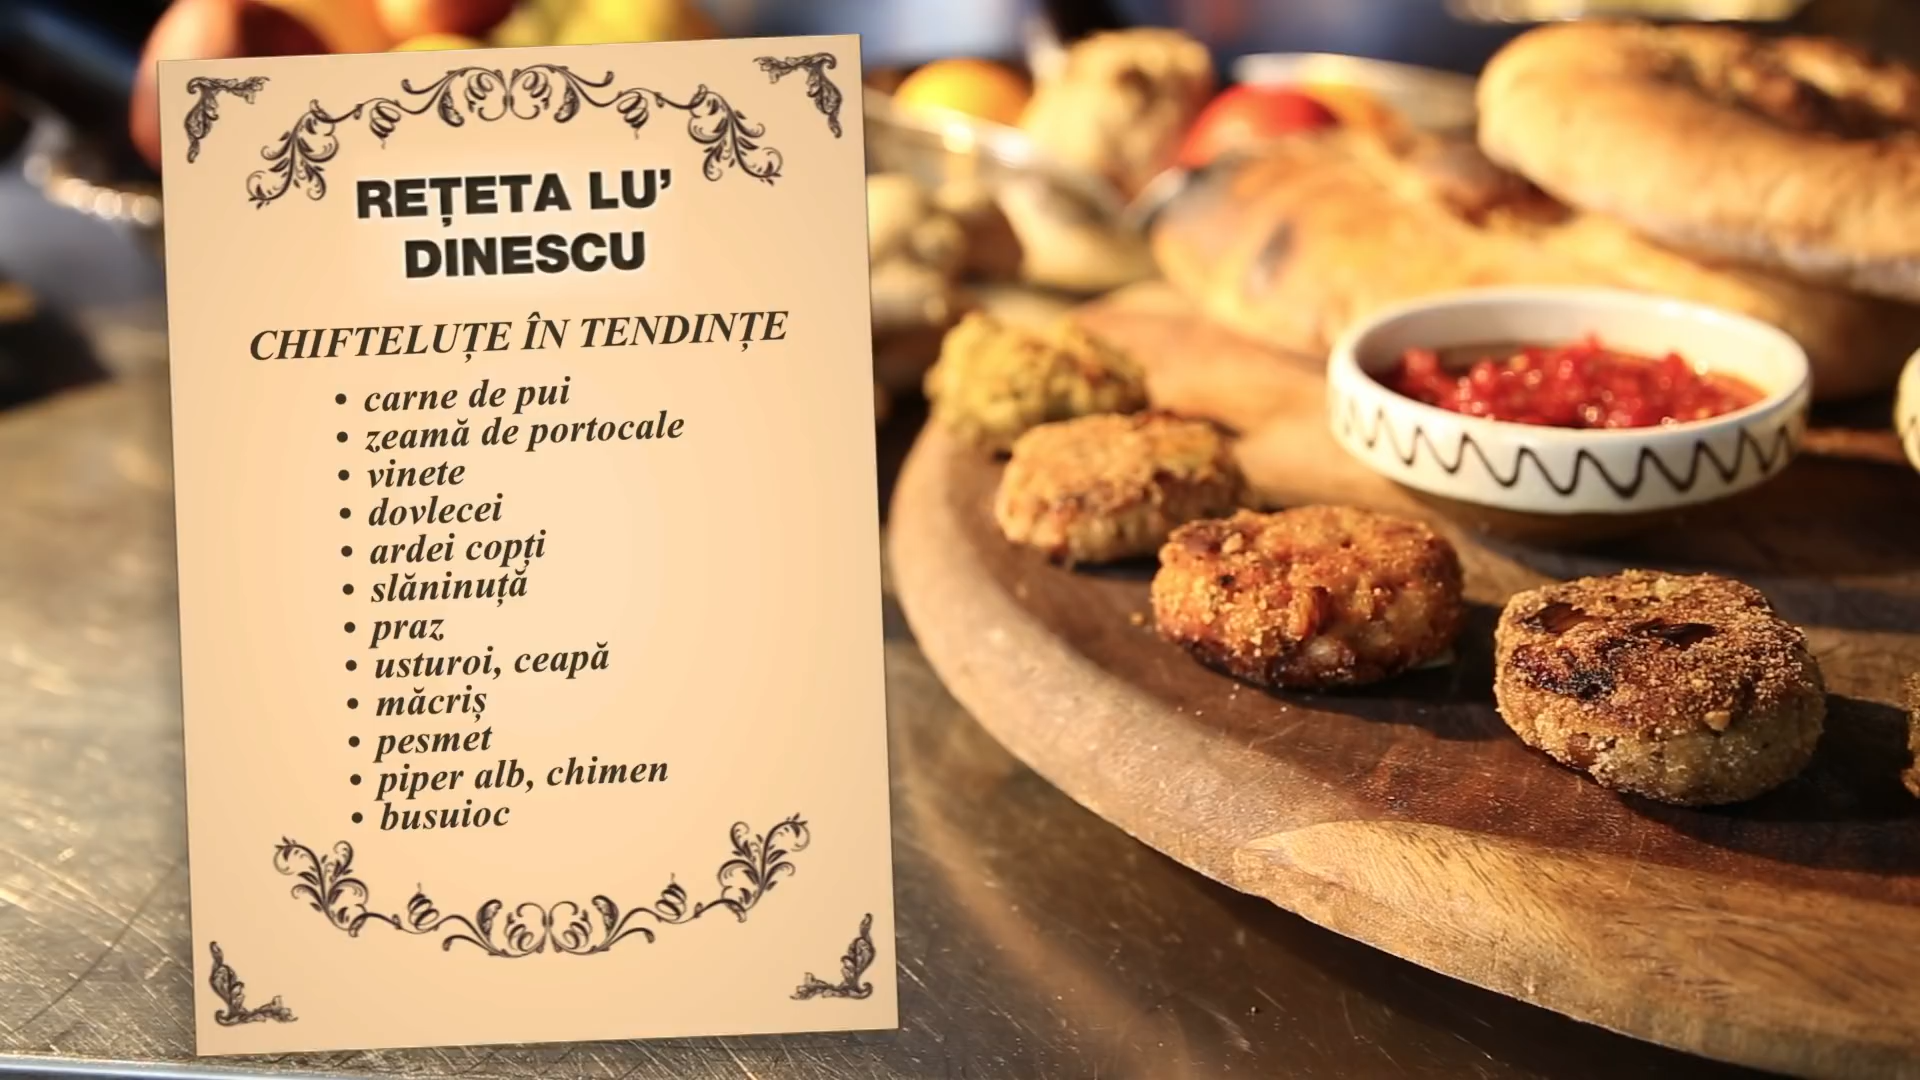 REȚETA LU’
DINESCU
CHIFTELUȚE ÎN TENDINȚE
• carne de pui
• zeamă de portocale
• vinete
• dovlecei
• ardei copți
• slăninuță
• praz
• usturoi, ceapă
• măcriș
• pesmet
• piper alb, chimen
• busuioc